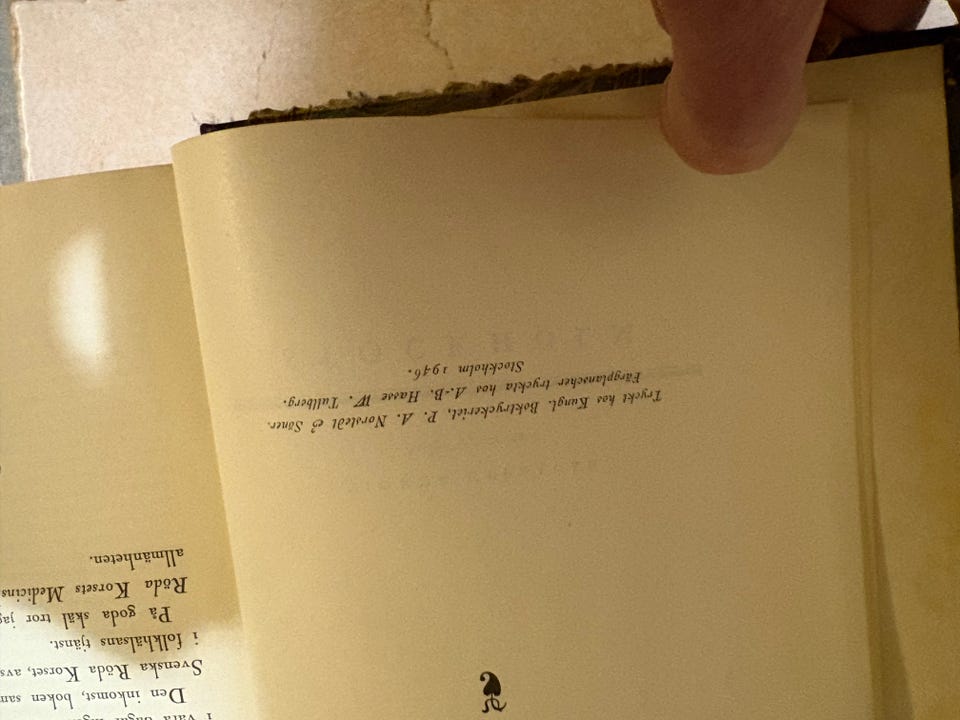 Tryckt hos Kungl. Boktryckeriet, P. A. Norstedt & Söner.
Färgplanscher tryckta hos A.-B. Hasse W. Tullberg.
Stockholm 1946.
i våra
Den inkomst, boken
Svenska Röda Korset,
i folkhälsans tjänst.
På goda skäl tror
Röda Korsets
allmänheten.